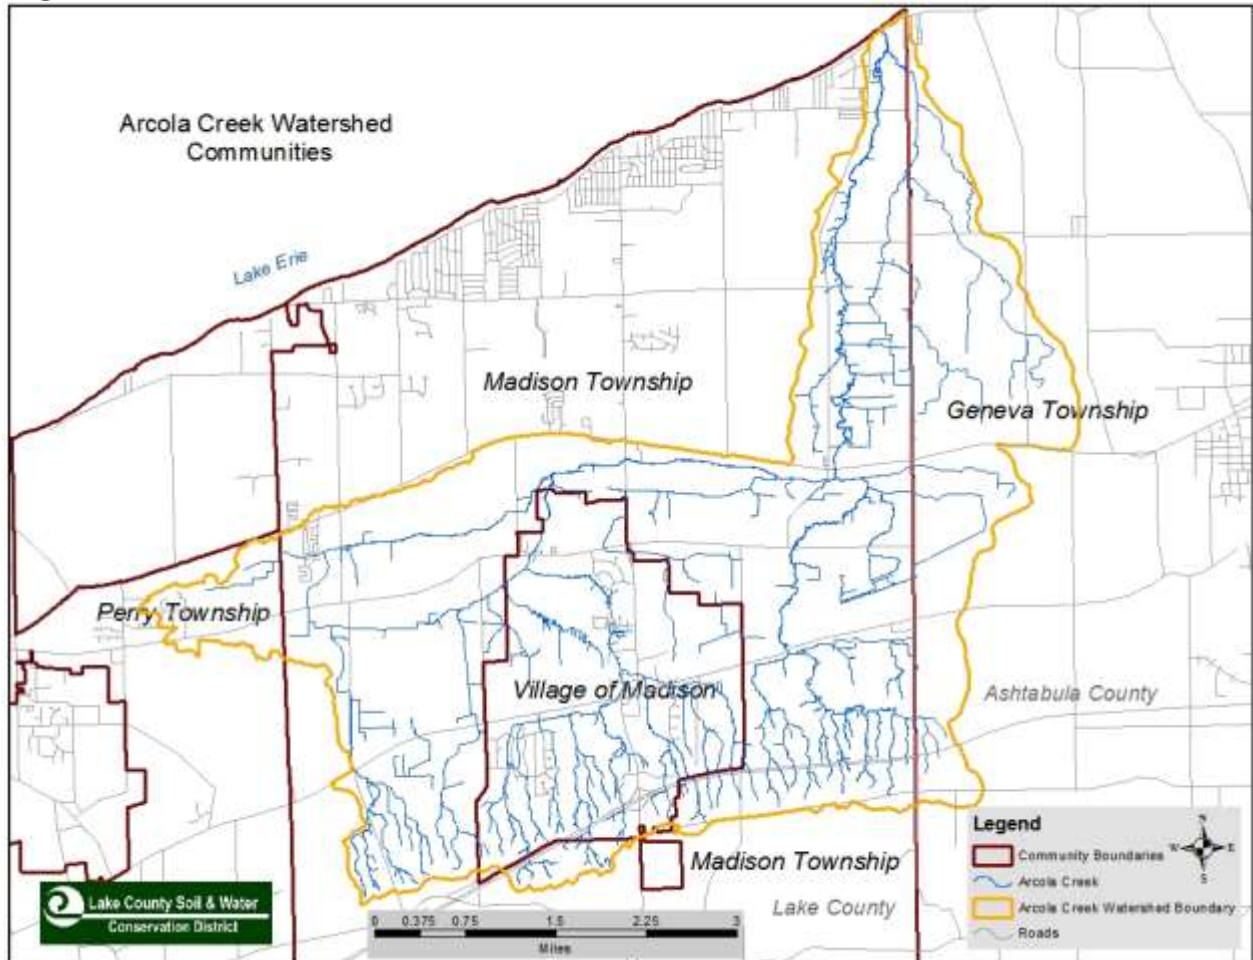 Arcola Creek Watershed
Communities
Lake Erie
Madison Township
Geneva Township
Perry Township
Village of Madison
Ashtabula County
Madison Township
Lake County
Legend
Community Boundaries
Arcola Creek
Arcola Creek Watershed Boundary
Roads
N
W E
S
Lake County Soil & Water
Conservation District
0 0.375 0.75 1.5 2.25 3
Miles